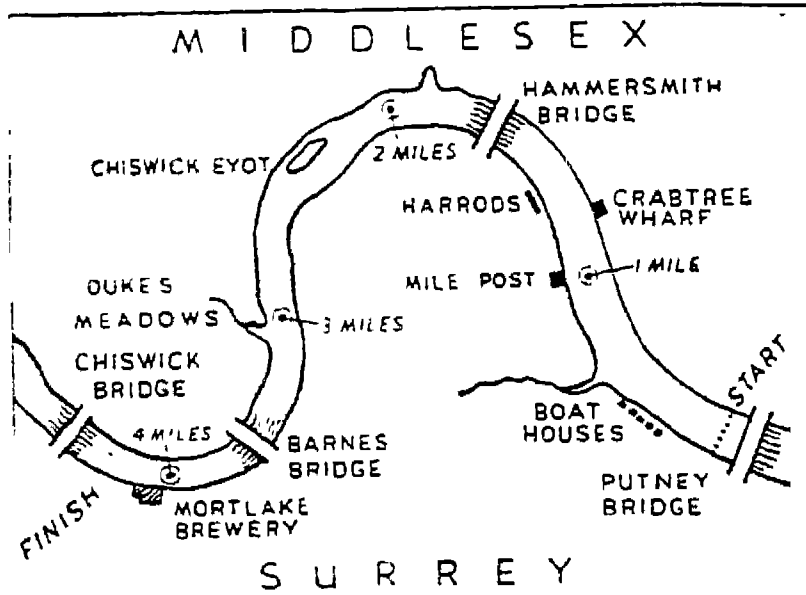 MIDDLESEX
HAMMERSMITH
BRIDGE
2 MILES
CHISWICK EYOT
HARRODS
CRABTREE
WHARF
MILE POST
1 MILE
DUKES
MEADOWS
3 MILES
CHISWICK
BRIDGE
START
BOAT
HOUSES
4 MILES
BARNES
BRIDGE
PUTNEY
BRIDGE
FINISH
MORTLAKE
BREWERY
SURREY